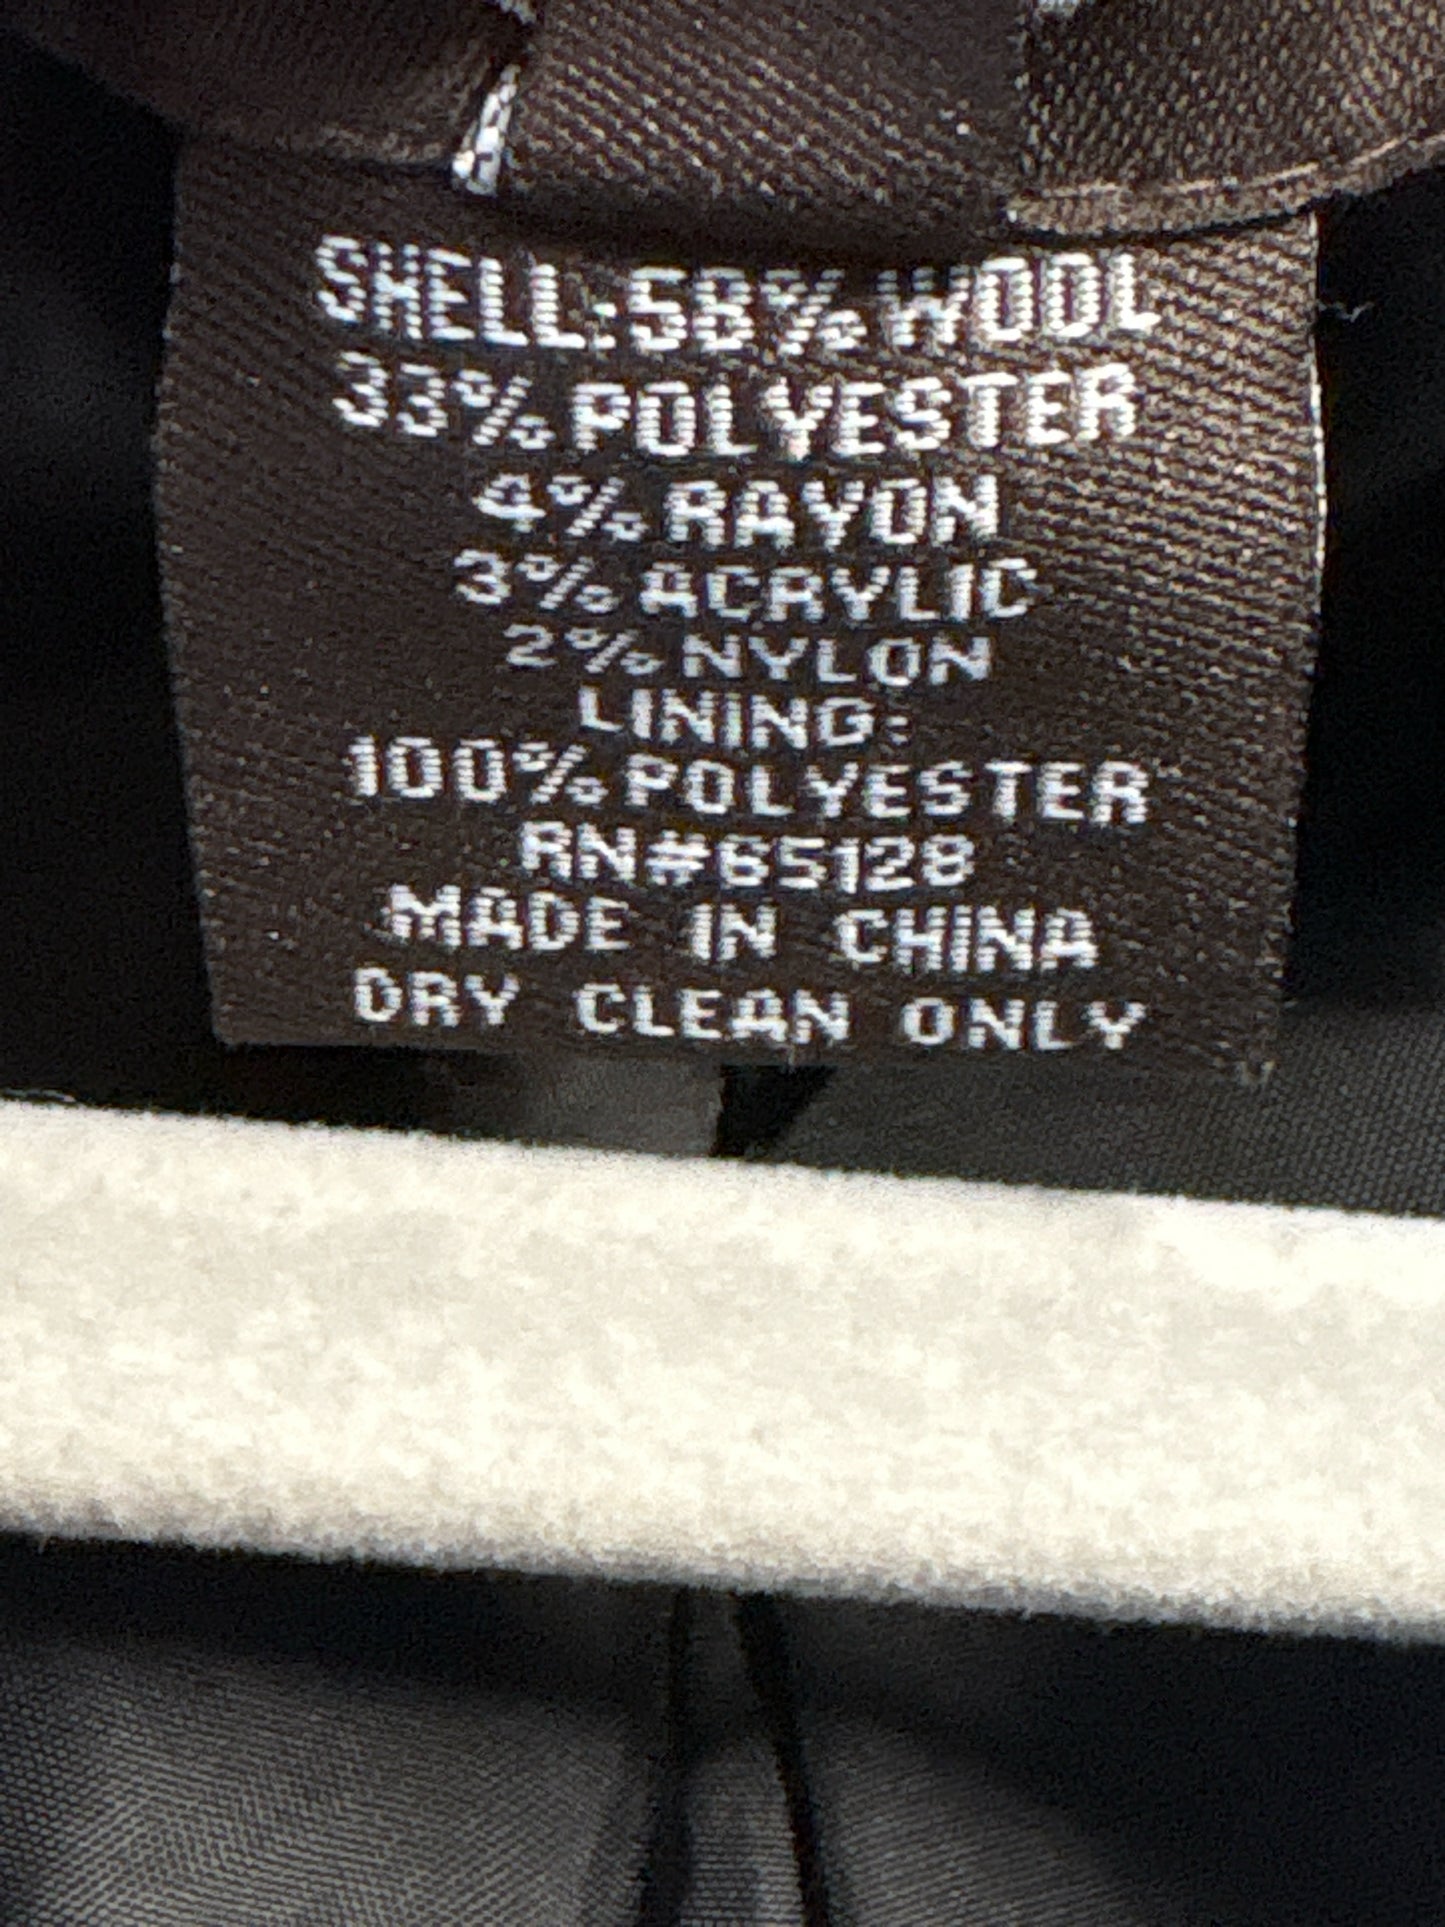 SHELL:58% WOOL
33% POLYESTER
4% RAYON
3% ACRYLIC
2% NYLON
LINING:
100% POLYESTER
RN#65128
MADE IN CHINA
DRY CLEAN ONLY